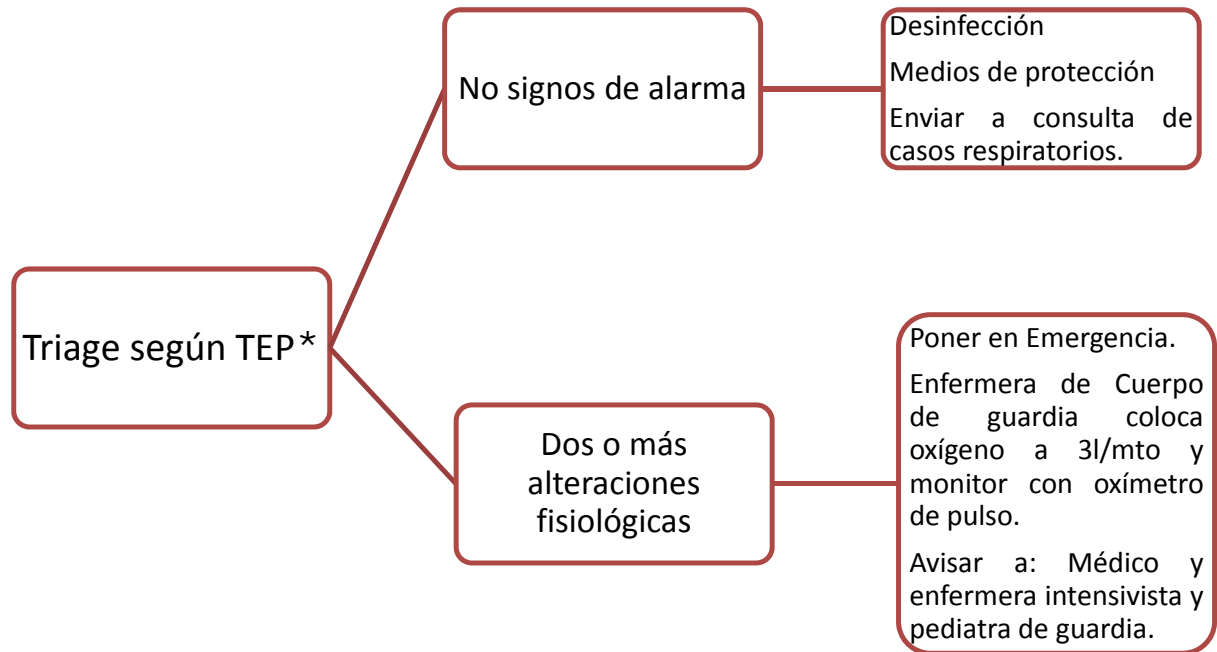 Triage según TEP*
No signos de alarma
Desinfección
Medios de protección
Enviar a consulta de
casos respiratorios.
Dos o más
alteraciones
fisiológicas
Poner en Emergencia.
Enfermera de Cuerpo
de guardia coloca
oxígeno a 3l/mto y
monitor con oxímetro
de pulso.
Avisar a: Médico y
enfermera intensivista y
pediatra de guardia.